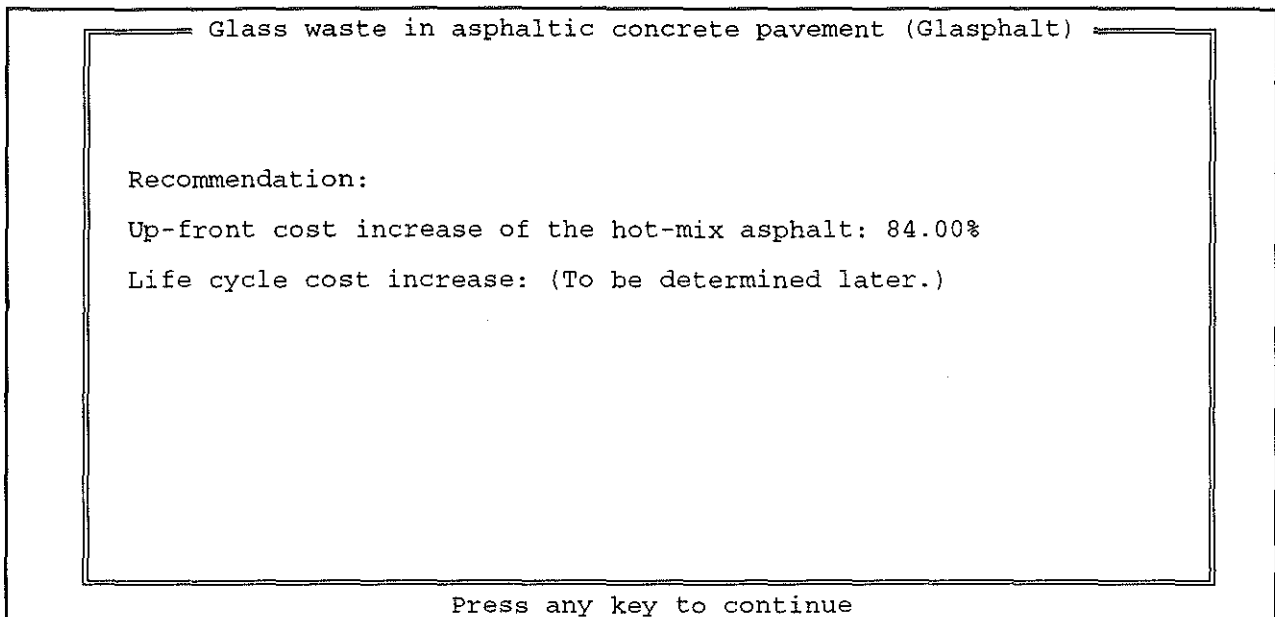 Glass waste in asphaltic concrete pavement (Glasphalt)
Recommendation:
Up-front cost increase of the hot-mix asphalt: 84.00%
Life cycle cost increase: (To be determined later.)
Press any key to continue